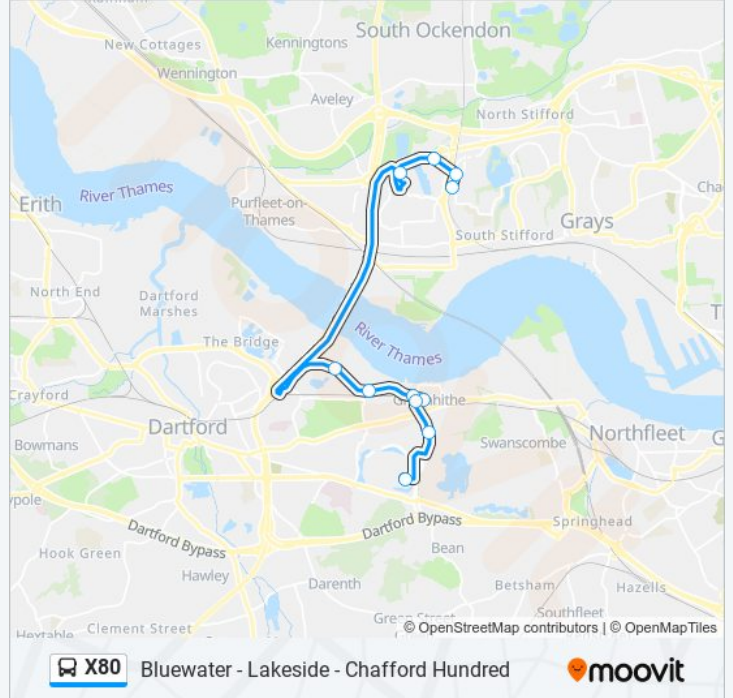 South Ockendon
New Cottages
Kenningtons
Wennington
Aveley
North Stifford
River Thames
Erith
Purfleet-on-
Thames
Cha
Grays
South Stifford
North End
Dartford
Marshes
T
The Bridge
River Thames
Crayford
Dartford
Northfleet
G
Bowmans
Swanscombe
ypole
Dartford Bypass
Dartford Bypass
Springhead
Hook Green
Bean
Hawley
Darenth
Betsham
Hazells
Southfleet
Clement Street
Hextable
© OpenStreetMap contributors | © OpenMapTiles
X80 Bluewater - Lakeside - Chafford Hundred
moovit